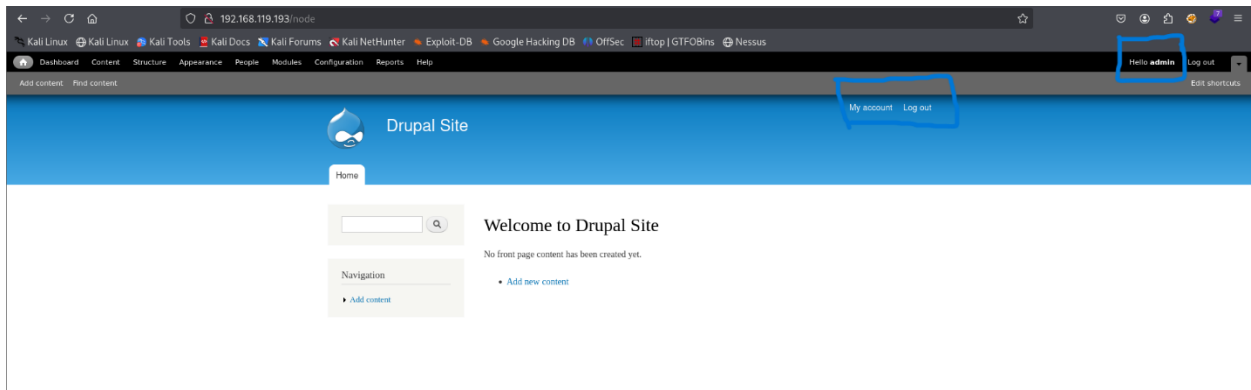 192.168.119.193/node
Kali Linux Kali Linux Kali Tools Kali Docs Kali Forums Kali NetHunter Exploit-DB Google Hacking DB OffSec iftop | GTFOBins Nessus
Dashboard Content Structure Appearance People Modules Configuration Reports Help Hello admin Log out
Add content Find content Edit shortcuts
My account Log out
Drupal Site
Home
Welcome to Drupal Site
No front page content has been created yet.
Navigation
Add new content
Add content